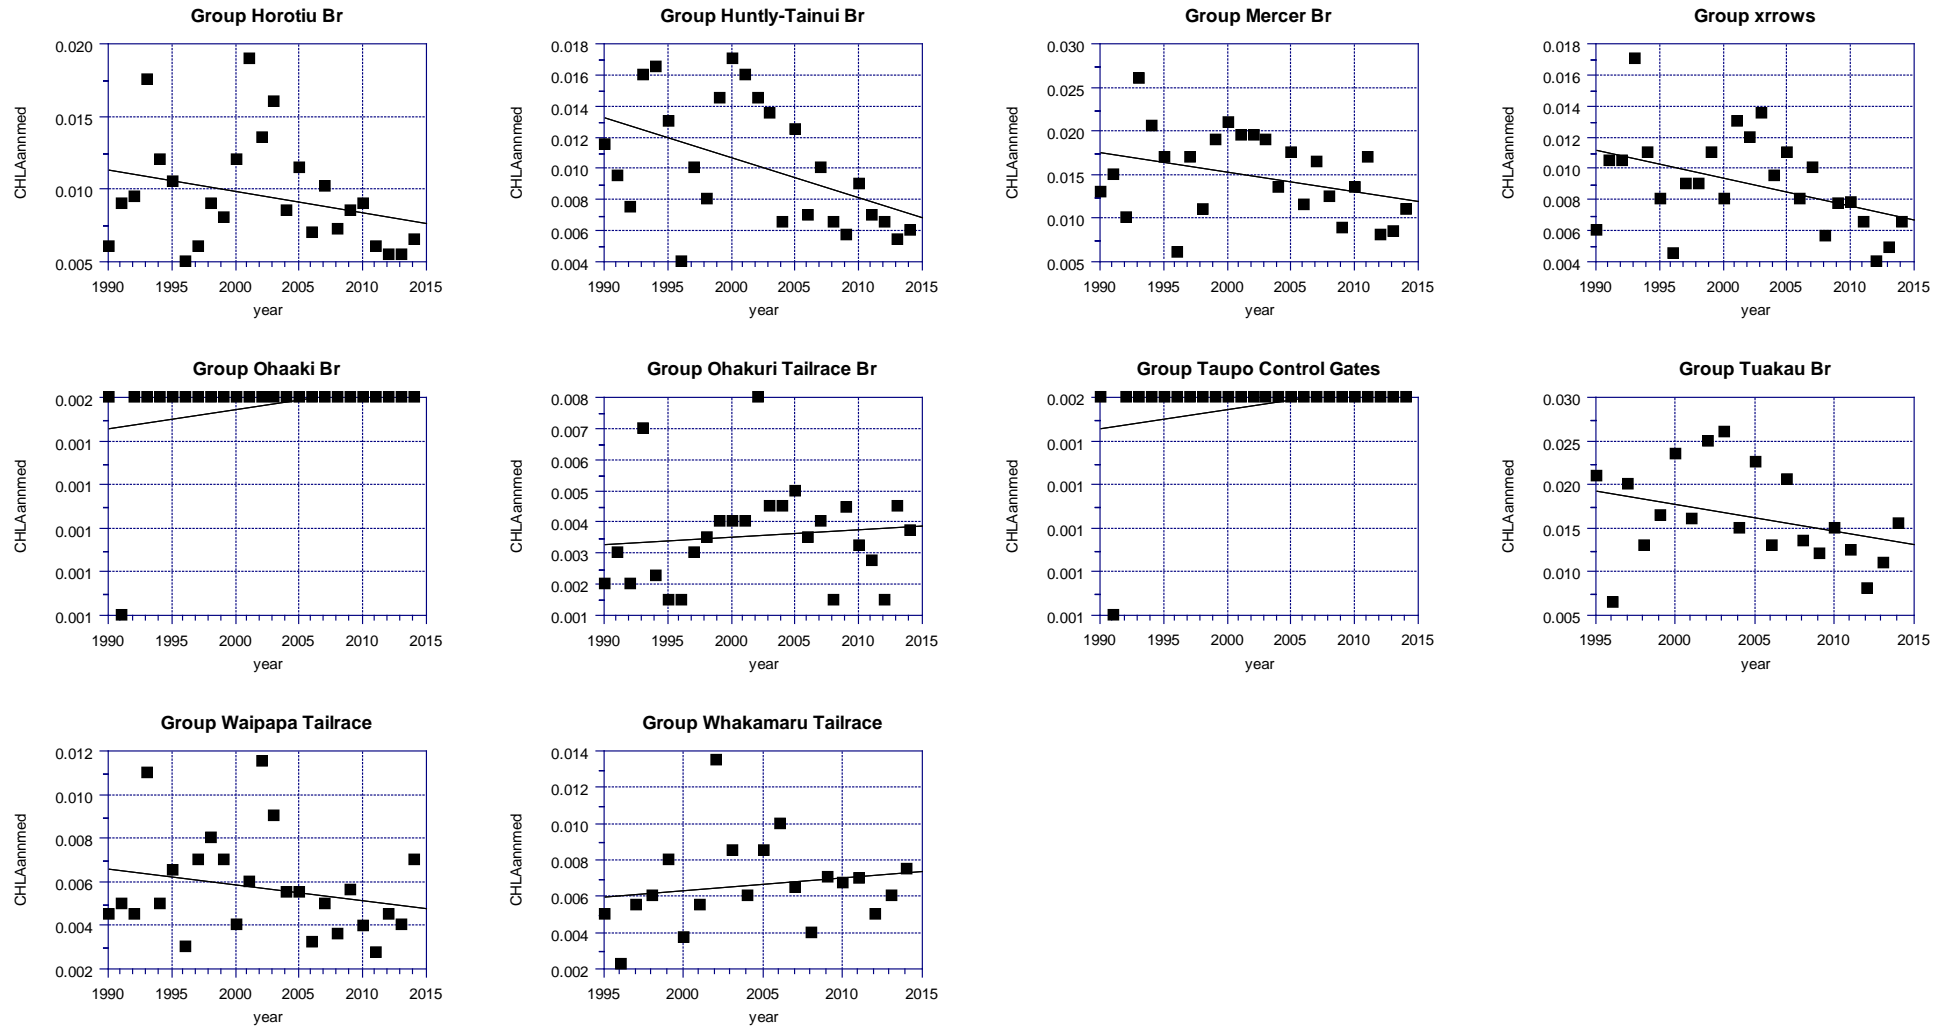 Group Horotiu Br
0.020
0.015
0.010
0.005
CHLAannmed
1990 1995 2000 2005 2010 2015
year
Group Huntly-Tainui Br
0.018
0.016
0.014
0.012
0.010
0.008
0.006
0.004
CHLAannmed
1990 1995 2000 2005 2010 2015
year
Group Mercer Br
0.030
0.025
0.020
0.015
0.010
0.005
CHLAannmed
1990 1995 2000 2005 2010 2015
year
Group xrrows
0.018
0.016
0.014
0.012
0.010
0.008
0.006
0.004
CHLAannmed
1990 1995 2000 2005 2010 2015
year
Group Ohaaki Br
0.002
0.001
0.001
0.001
0.001
0.001
CHLAannmed
1990 1995 2000 2005 2010 2015
year
Group Ohakuri Tailrace Br
0.008
0.007
0.006
0.005
0.004
0.003
0.002
0.001
CHLAannmed
1990 1995 2000 2005 2010 2015
year
Group Taupo Control Gates
0.002
0.001
0.001
0.001
0.001
0.001
CHLAannmed
1990 1995 2000 2005 2010 2015
year
Group Tuakau Br
0.030
0.025
0.020
0.015
0.010
0.005
CHLAannmed
1995 2000 2005 2010 2015
year
Group Waipapa Tailrace
0.012
0.010
0.008
0.006
0.004
0.002
CHLAannmed
1990 1995 2000 2005 2010 2015
year
Group Whakamaru Tailrace
0.014
0.012
0.010
0.008
0.006
0.004
0.002
CHLAannmed
1995 2000 2005 2010 2015
year